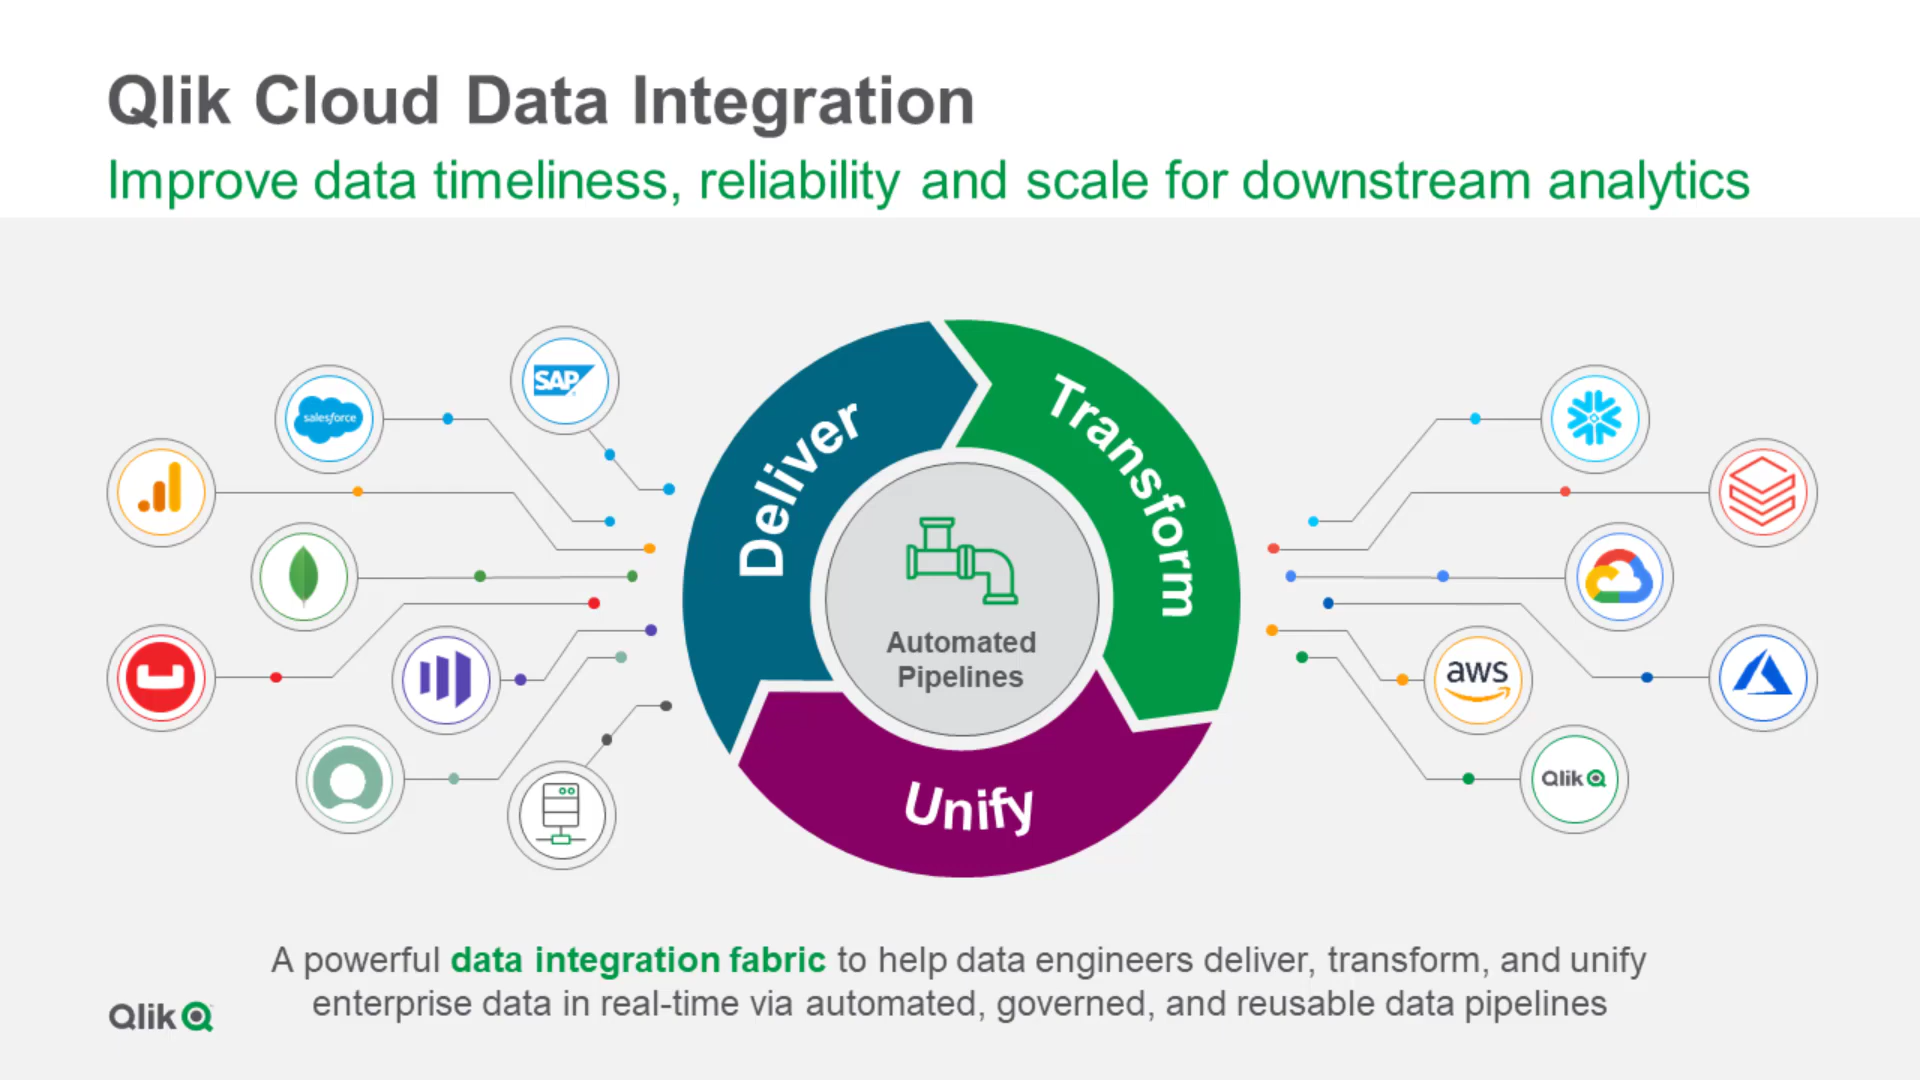 Qlik Cloud Data Integration
Improve data timeliness, reliability and scale for downstream analytics
SAP
salesforce
Deliver
Transform
Automated
Pipelines
Unify
aws
Qlik
A powerful data integration fabric to help data engineers deliver, transform, and unify
enterprise data in real-time via automated, governed, and reusable data pipelines
Qlik